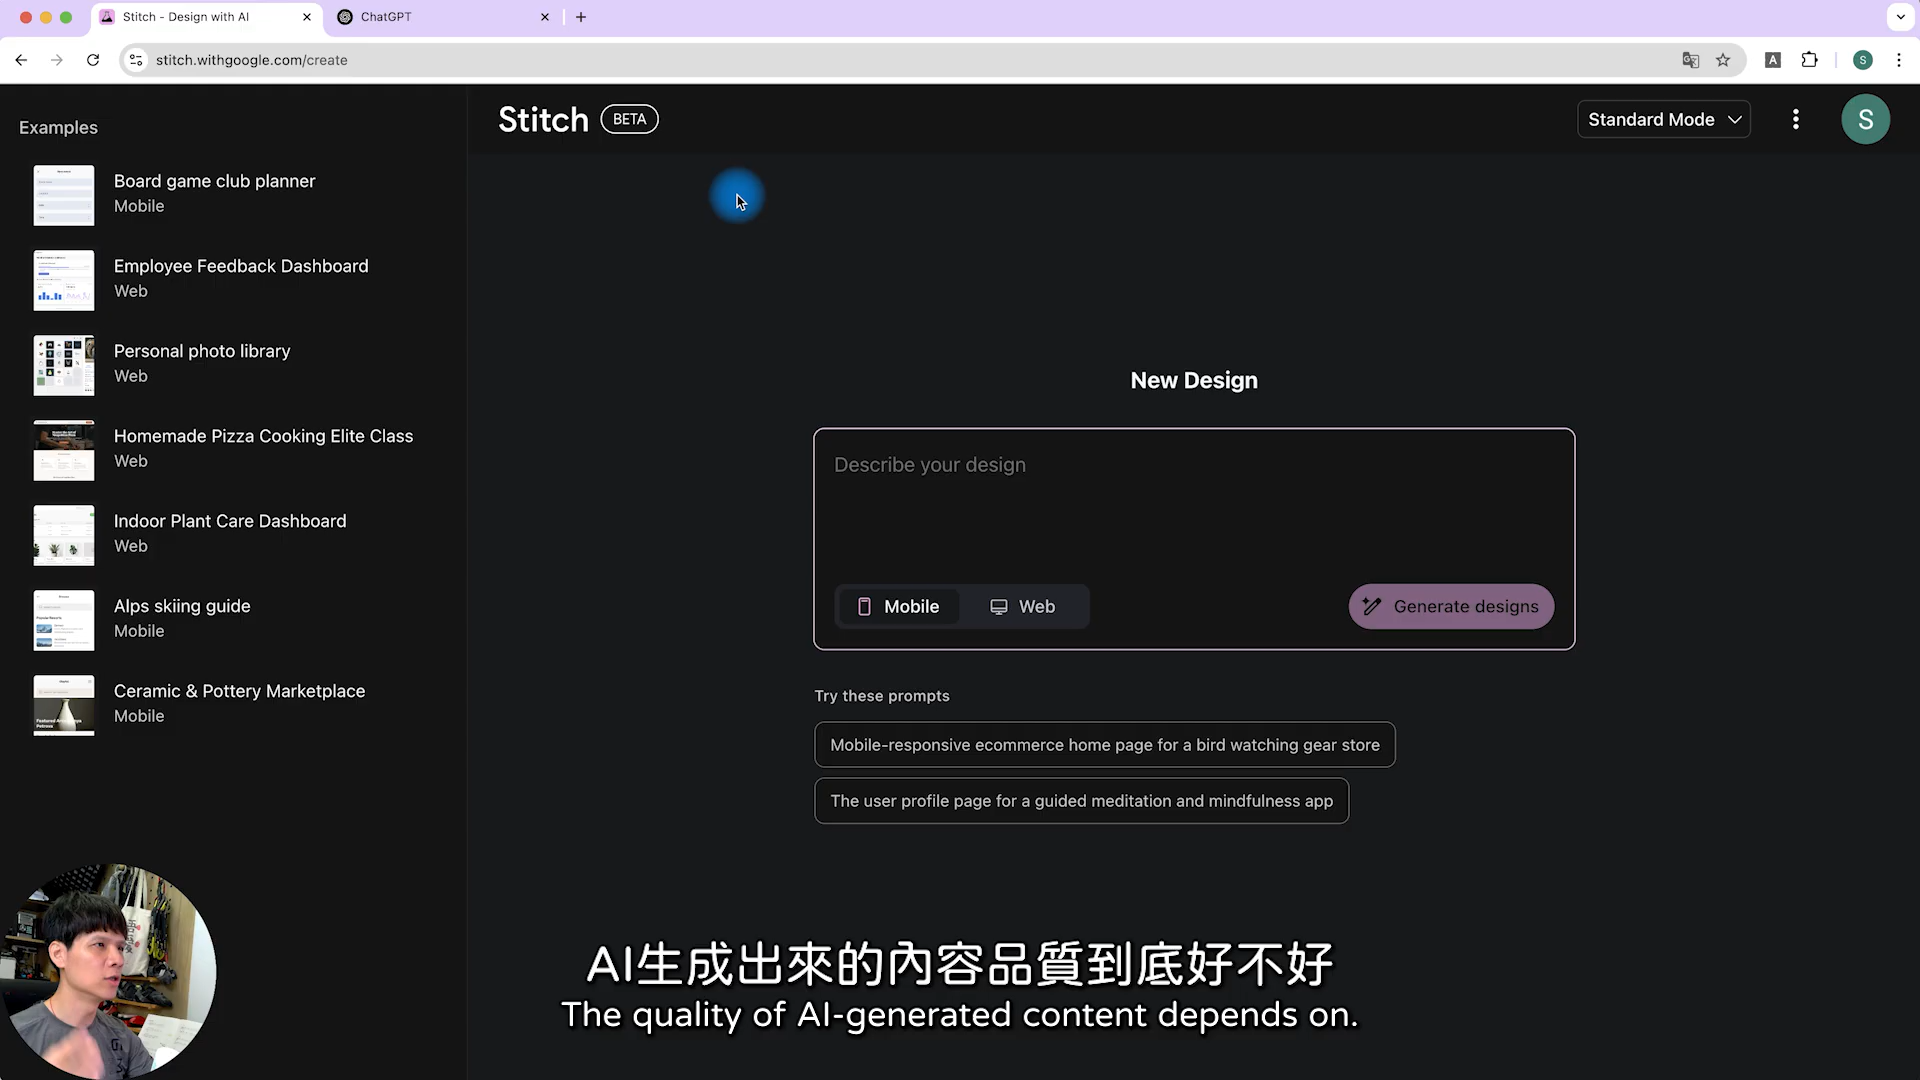 Stitch - Design with AI
ChatGPT
stitch.withgoogle.com/create
A
S
Examples
Board game club planner
Mobile
Employee Feedback Dashboard
Web
Personal photo library
Web
Homemade Pizza Cooking Elite Class
Web
Indoor Plant Care Dashboard
Web
Alps skiing guide
Mobile
Ceramic & Pottery Marketplace
Mobile
Stitch BETA
Standard Mode
S
New Design
Describe your design
Mobile
Web
Generate designs
Try these prompts
Mobile-responsive ecommerce home page for a bird watching gear store
The user profile page for a guided meditation and mindfulness app
AI生成出來的內容品質到底好不好
The quality of AI-generated content depends on.